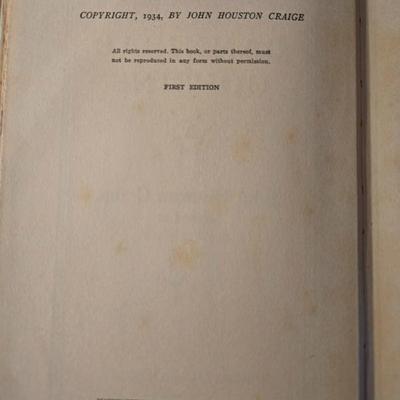 COPYRIGHT, 1934, BY JOHN HOUSTON CRAIGE
All rights reserved. This book, or parts thereof, must
not be reproduced in any form without permission.
FIRST EDITION